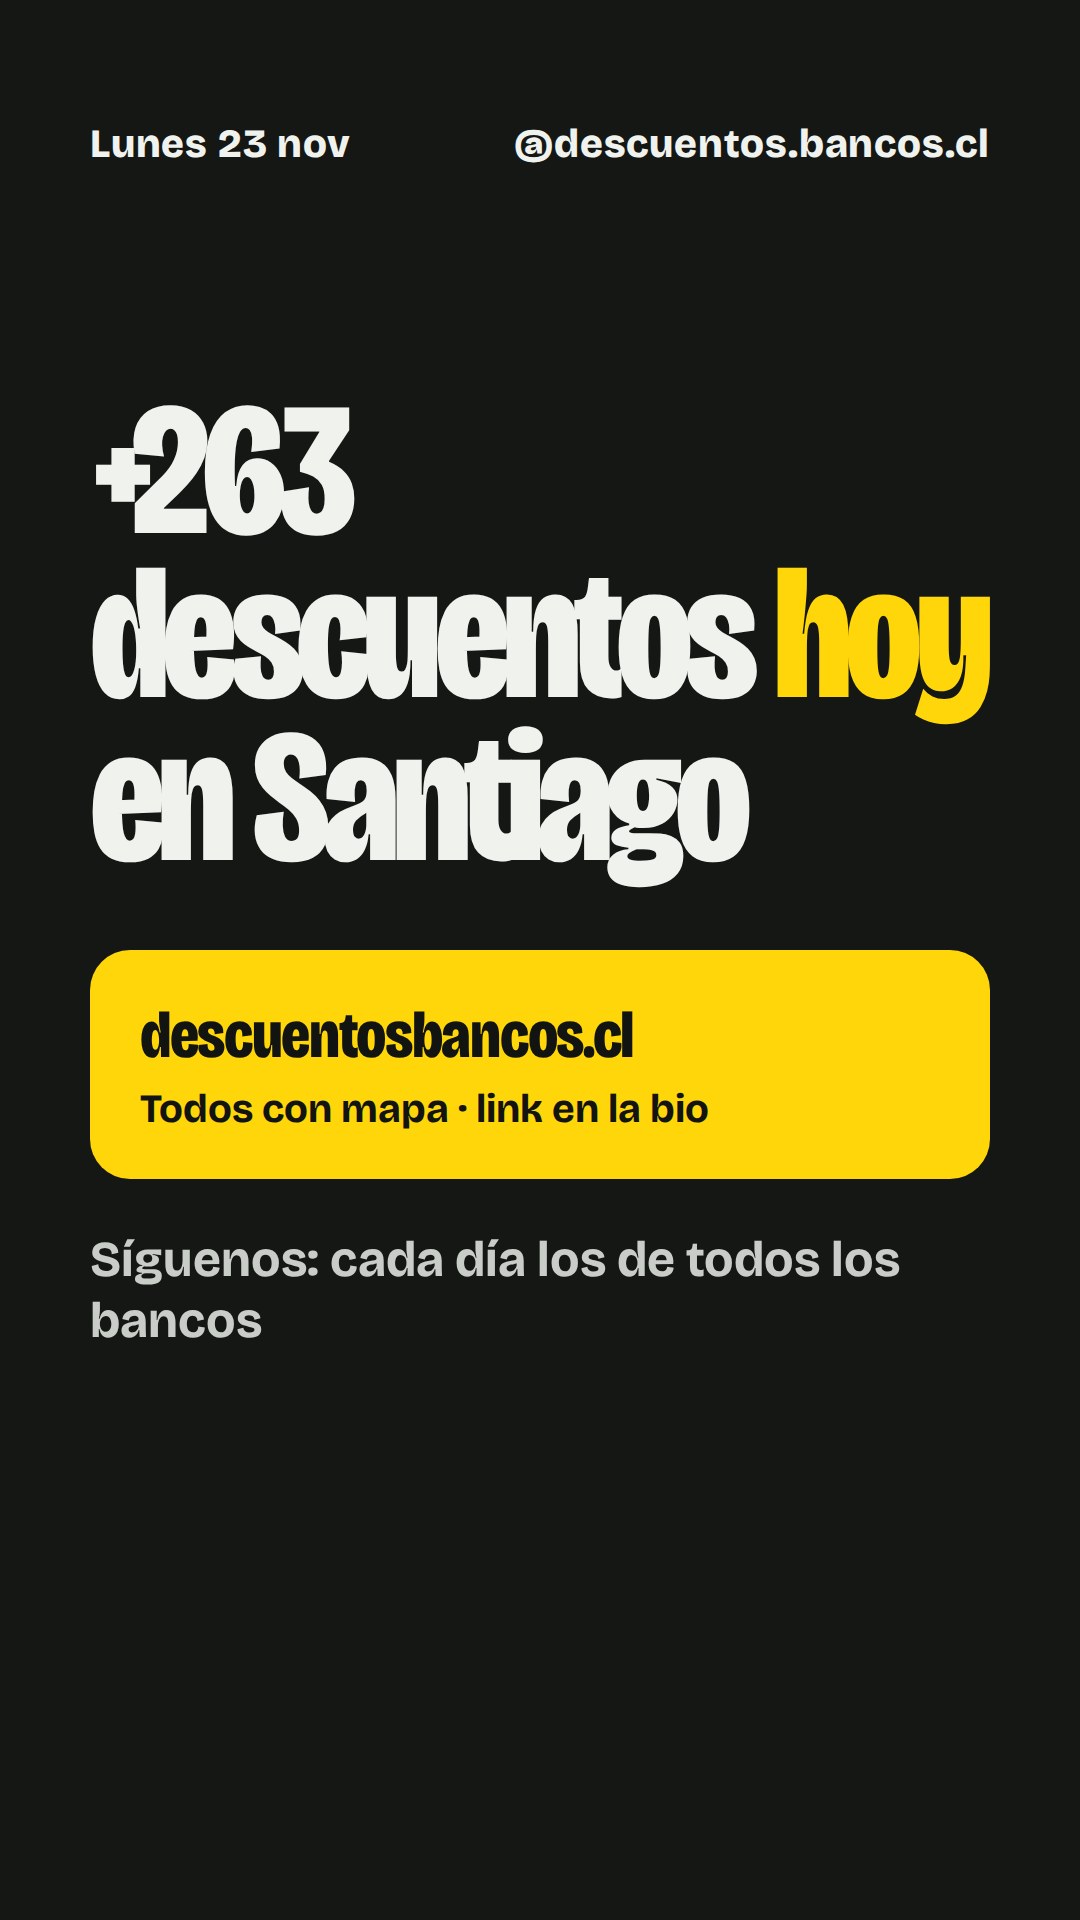 Lunes 23 nov
@descuentos.bancos.cl
+263
descuentos hoy
en Santiago
descuentosbancos.cl
Todos con mapa · link en la bio
Síguenos: cada día los de todos los
bancos